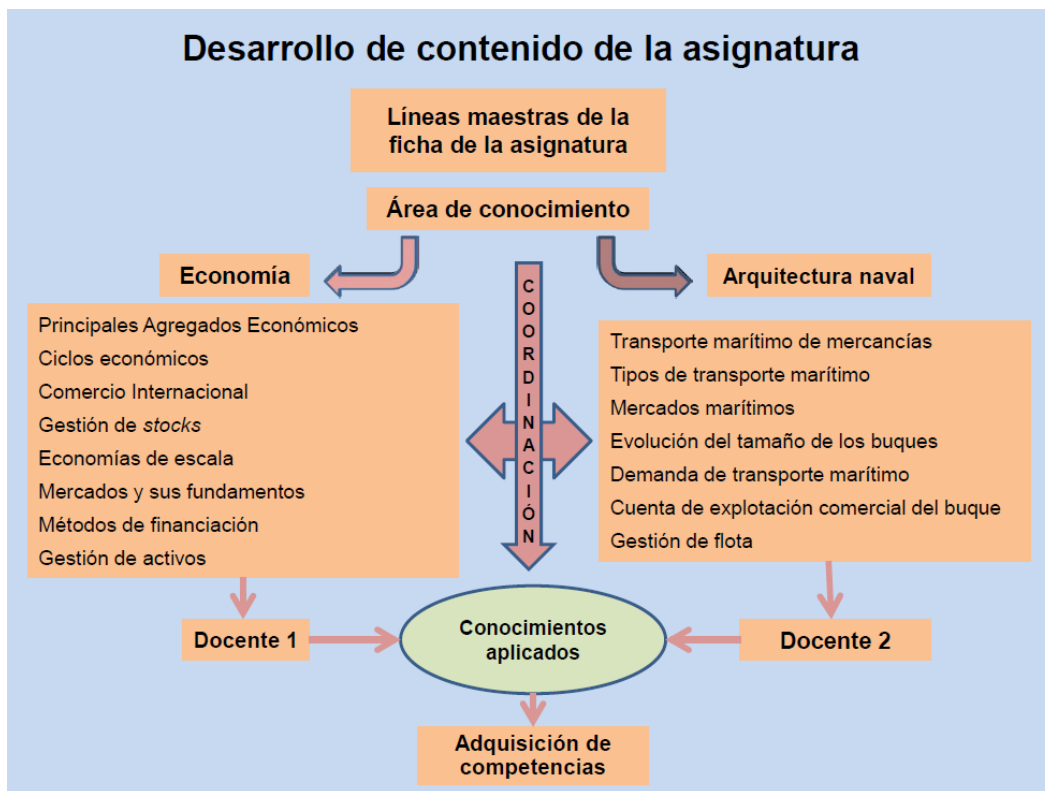 Desarrollo de contenido de la asignatura
Líneas maestras de la
ficha de la asignatura
Área de conocimiento
Economía
Principales Agregados Económicos
Ciclos económicos
Comercio Internacional
Gestión de stocks
Economías de escala
Mercados y sus fundamentos
Métodos de financiación
Gestión de activos
COORDINACIÓN
Arquitectura naval
Transporte marítimo de mercancías
Tipos de transporte marítimo
Mercados marítimos
Evolución del tamaño de los buques
Demanda de transporte marítimo
Cuenta de explotación comercial del buque
Gestión de flota
Docente 1
Conocimientos
aplicados
Docente 2
Adquisición de
competencias